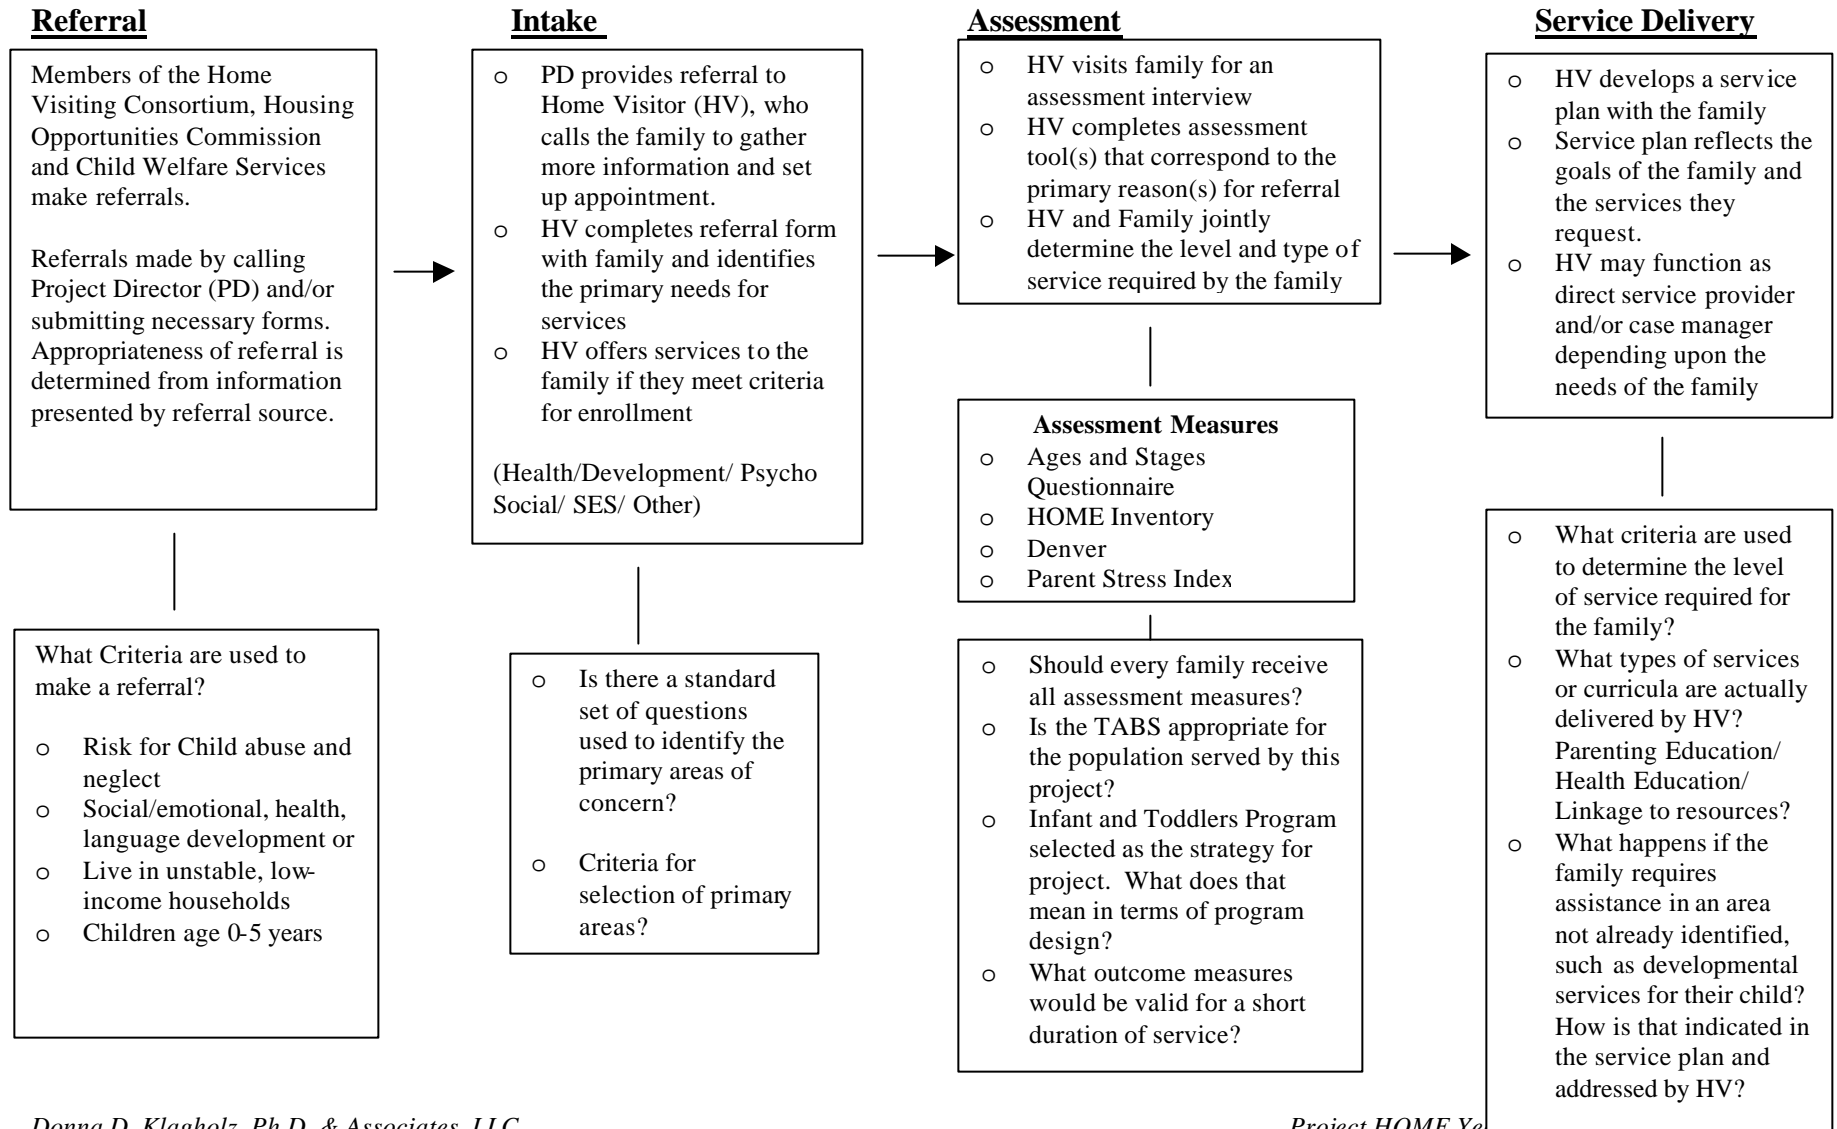 Referral
Members of the Home
Visiting Consortium, Housing
Opportunities Commission
and Child Welfare Services
make referrals.
Referrals made by calling
Project Director (PD) and/or
submitting necessary forms.
Appropriateness of referral is
determined from information
presented by referral source.
What Criteria are used to
make a referral?
o Risk for Child abuse and
neglect
o Social/emotional, health,
language development or
o Live in unstable, low-
income households
o Children age 0-5 years
Intake
o PD provides referral to
Home Visitor (HV), who
calls the family to gather
more information and set
up appointment.
o HV completes referral form
with family and identifies
the primary needs for
services
o HV offers services to the
family if they meet criteria
for enrollment
(Health/Development/ Psycho
Social/ SES/ Other)
o Is there a standard
set of questions
used to identify the
primary areas of
concern?
o Criteria for
selection of primary
areas?
Assessment
o HV visits family for an
assessment interview
o HV completes assessment
tool(s) that correspond to the
primary reason(s) for referral
o HV and Family jointly
determine the level and type of
service required by the family
Assessment Measures
o Ages and Stages
Questionnaire
o HOME Inventory
o Denver
o Parent Stress Index
o Should every family receive
all assessment measures?
o Is the TABS appropriate for
the population served by this
project?
o Infant and Toddlers Program
selected as the strategy for
project. What does that
mean in terms of program
design?
o What outcome measures
would be valid for a short
duration of service?
Service Delivery
o HV develops a service
plan with the family
o Service plan reflects the
goals of the family and
the services they
request.
o HV may function as
direct service provider
and/or case manager
depending upon the
needs of the family
o What criteria are used
to determine the level
of service required for
the family?
o What types of services
or curricula are actually
delivered by HV?
Parenting Education/
Health Education/
Linkage to resources?
o What happens if the
family requires
assistance in an area
not already identified,
such as developmental
services for their child?
How is that indicated in
the service plan and
addressed by HV?
Donna D. Klagholz, Ph.D. & Associates, LLC
Project HOME